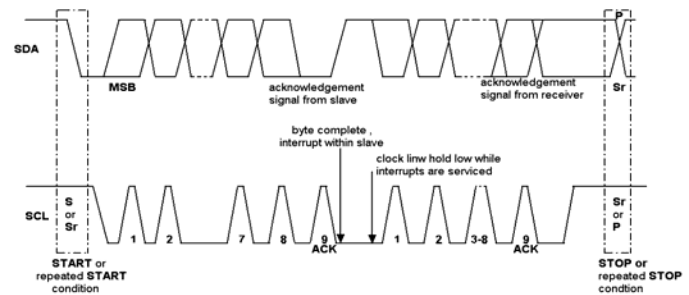 P
SDA
MSB
acknowledgement
signal from slave
acknowledgement
signal from receiver
Sr
byte complete ,
interrupt within slave
clock linw hold low while
interrupts are serviced
SCL
S
or
Sr
1
2
7
8
9
ACK
1
2
3-8
9
ACK
Sr
or
P
START or
repeated START
condition
STOP or
repeated STOP
condition